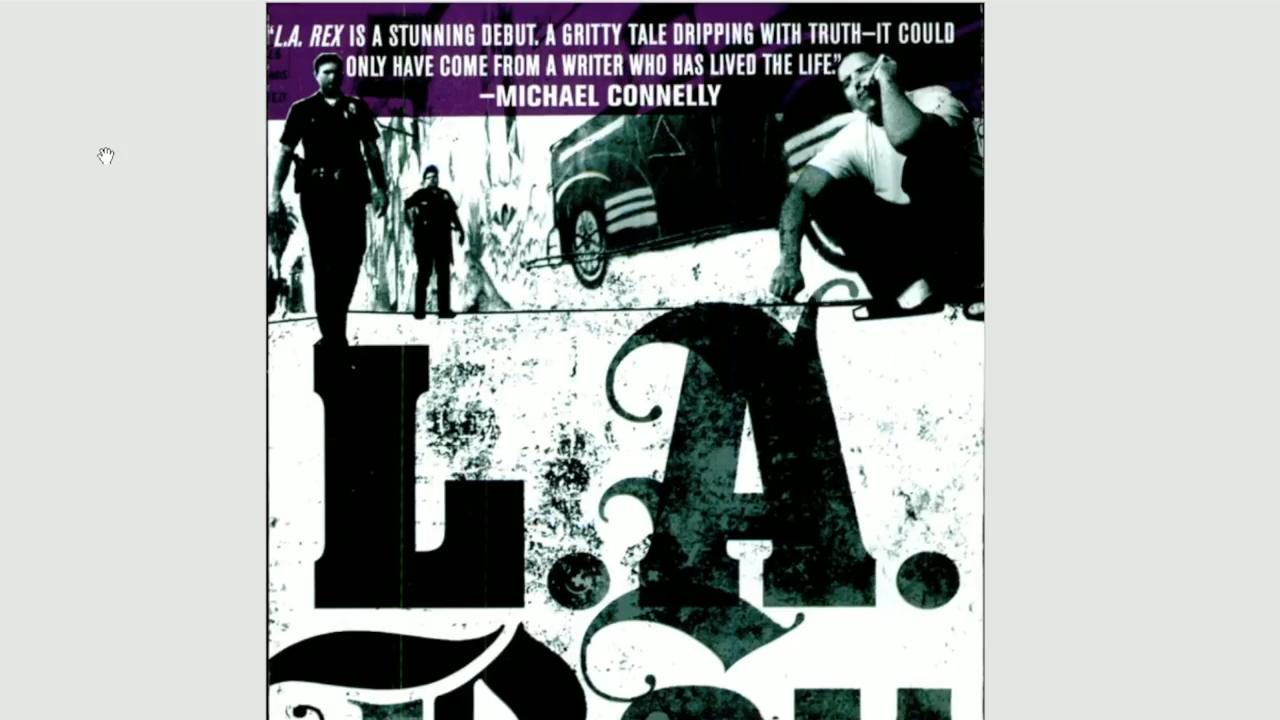 "L.A. REX IS A STUNNING DEBUT. A GRITTY TALE DRIPPING WITH TRUTH—IT COULD
ONLY HAVE COME FROM A WRITER WHO HAS LIVED THE LIFE."
—MICHAEL CONNELLY
L.A.